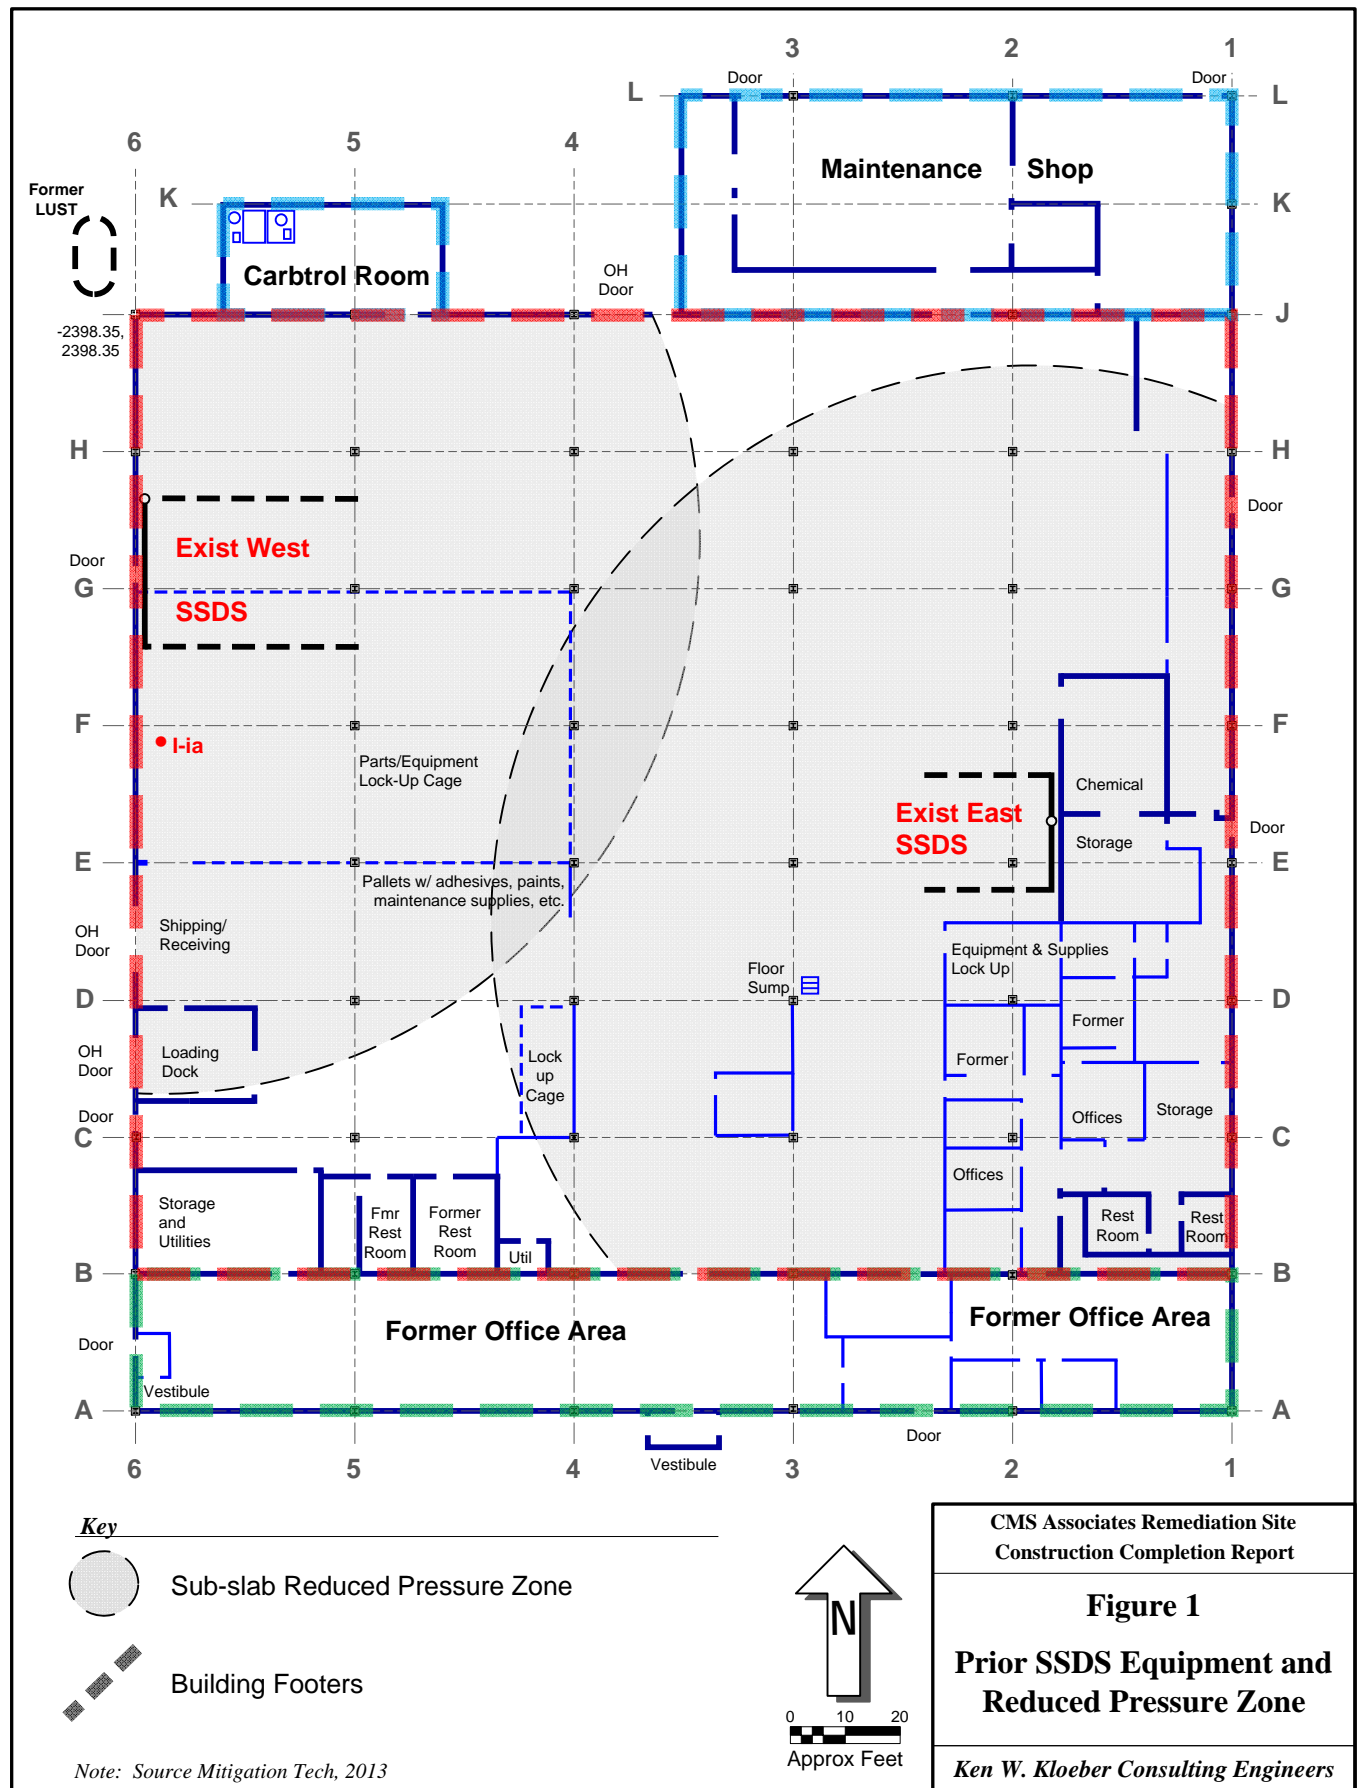 3
2
1
Door
Door
L
L
6
5
4
Maintenance Shop
Former
LUST
K
K
Carbtrol Room
OH
Door
J
-2398.35,
2398.35
H
H
Door
Exist West
Door
G
G
SSDS
F
F
I-ia
Parts/Equipment
Lock-Up Cage
Chemical
Exist East
SSDS
Door
Storage
E
E
Pallets w/ adhesives, paints,
maintenance supplies, etc.
Shipping/
Receiving
OH
Door
Equipment & Supplies
Lock Up
Floor
Sump
D
D
Former
OH
Door
Loading
Dock
Lock
up
Cage
Former
Door
Offices
Storage
C
C
Offices
Storage
and
Utilities
Fmr
Rest
Room
Former
Rest
Room
Util
Rest
Room
Rest
Room
B
B
Former Office Area
Former Office Area
Door
Vestibule
A
A
Door
Vestibule
6
5
4
3
2
1
Key
Sub-slab Reduced Pressure Zone
Building Footers
Note: Source Mitigation Tech, 2013
N
0 10 20
Approx Feet
CMS Associates Remediation Site
Construction Completion Report
Figure 1
Prior SSDS Equipment and
Reduced Pressure Zone
Ken W. Kloeber Consulting Engineers